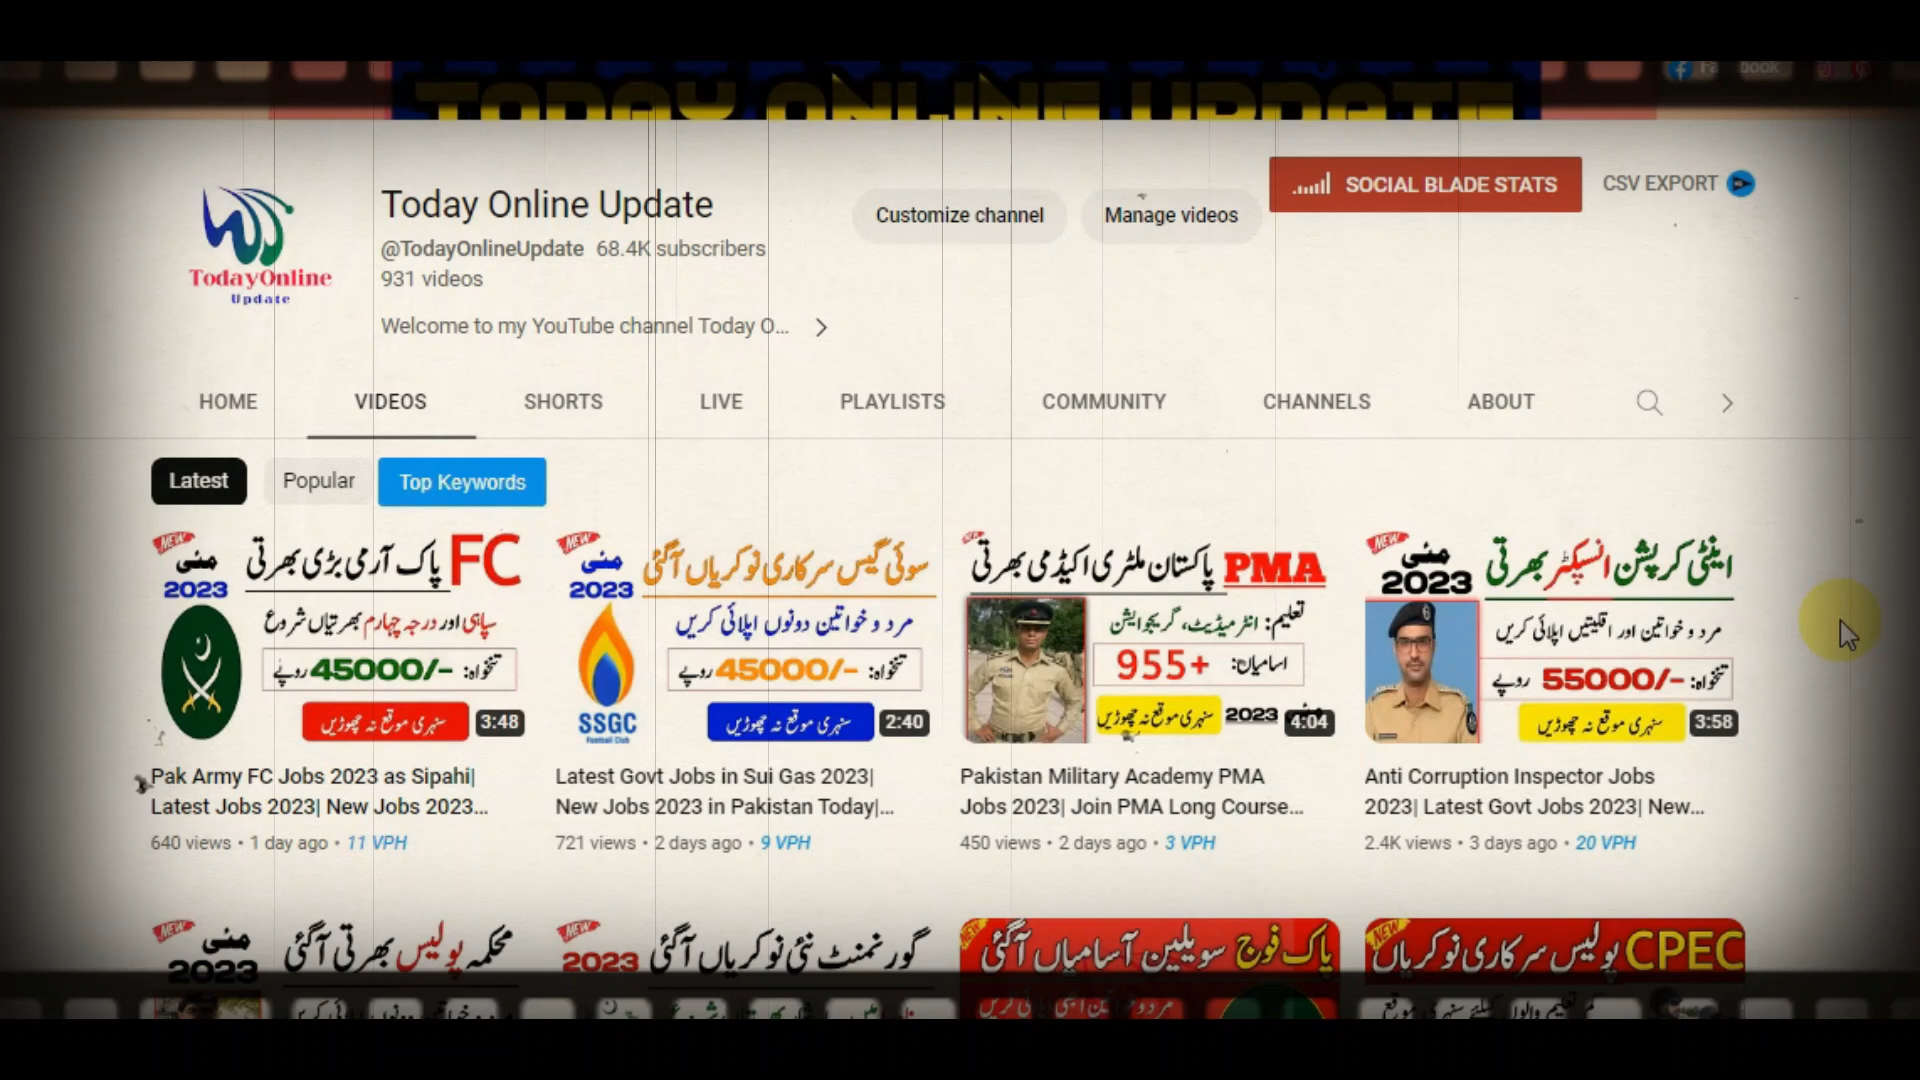 TODAY ONLINE UPDATE
Today Online Update
@TodayOnlineUpdate 68.4K subscribers
931 videos
Welcome to my YouTube channel Today O...
TodayOnline
Update
Customize channel
Manage videos
SOCIAL BLADE STATS
CSV EXPORT
HOME VIDEOS SHORTS LIVE PLAYLISTS COMMUNITY CHANNELS ABOUT
Latest Popular Top Keywords
NEW
مئی
2023
پاک آرمی بڑی بھرتی FC
سپاہی اور درجہ چہارم بھرتیاں شروع
تنخواہ: 45000/- روپے
سنہری موقع نہ چھوڑیں
3:48
Pak Army FC Jobs 2023 as Sipahi|
Latest Jobs 2023| New Jobs 2023...
640 views • 1 day ago • 11 VPH
NEW
مئی
2023
سوئی گیس سرکاری نوکریاں آگئی
مرد و خواتین دونوں اپلائی کریں
تنخواہ: 45000/- روپے
SSGC
Football Club
سنہری موقع نہ چھوڑیں
2:40
Latest Govt Jobs in Sui Gas 2023|
New Jobs 2023 in Pakistan Today|...
721 views • 2 days ago • 9 VPH
پاکستان ملٹری اکیڈمی بھرتی PMA
تعلیم: انٹرمیڈیٹ، گریجوایشن
اسامیاں: 955+
سنہری موقع نہ چھوڑیں
2023
4:04
Pakistan Military Academy PMA
Jobs 2023| Join PMA Long Course...
450 views • 2 days ago • 3 VPH
NEW
مئی
2023
اینٹی کرپشن انسپکٹر بھرتی
مرد و خواتین اور اقلیتیں اپلائی کریں
تنخواہ: 55000/- روپے
سنہری موقع نہ چھوڑیں
3:58
Anti Corruption Inspector Jobs
2023| Latest Govt Jobs 2023| New...
2.4K views • 3 days ago • 20 VPH
NEW
مئی
2023
محکمہ پولیس بھرتی آگئی
NEW
2023
گورنمنٹ نئی نوکریاں آگئی
NEW
پاک فوج سویلین آسامیاں آگئی
NEW
پولیس سرکاری نوکریاں CPEC